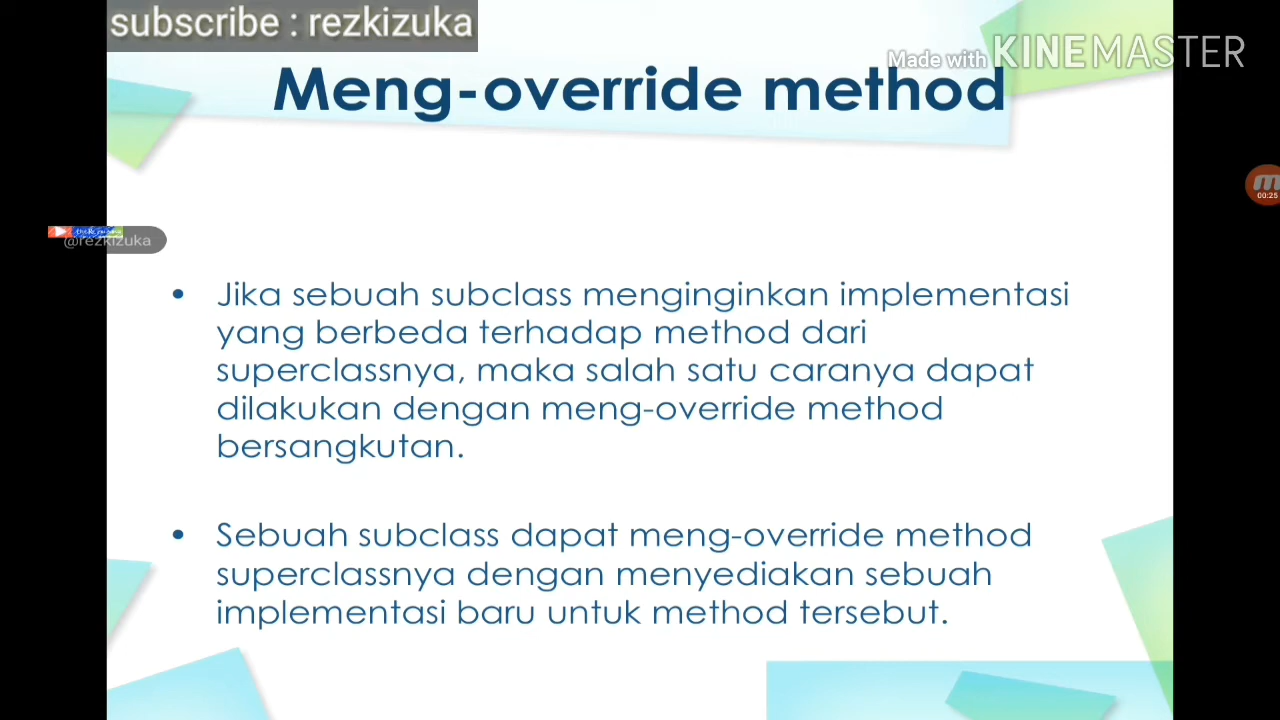 subscribe : rezkizuka
Made with KINEMASTER
Meng-override method
00:25
@rezkizuka
• Jika sebuah subclass menginginkan implementasi
yang berbeda terhadap method dari
superclassnya, maka salah satu caranya dapat
dilakukan dengan meng-override method
bersangkutan.
• Sebuah subclass dapat meng-override method
superclassnya dengan menyediakan sebuah
implementasi baru untuk method tersebut.